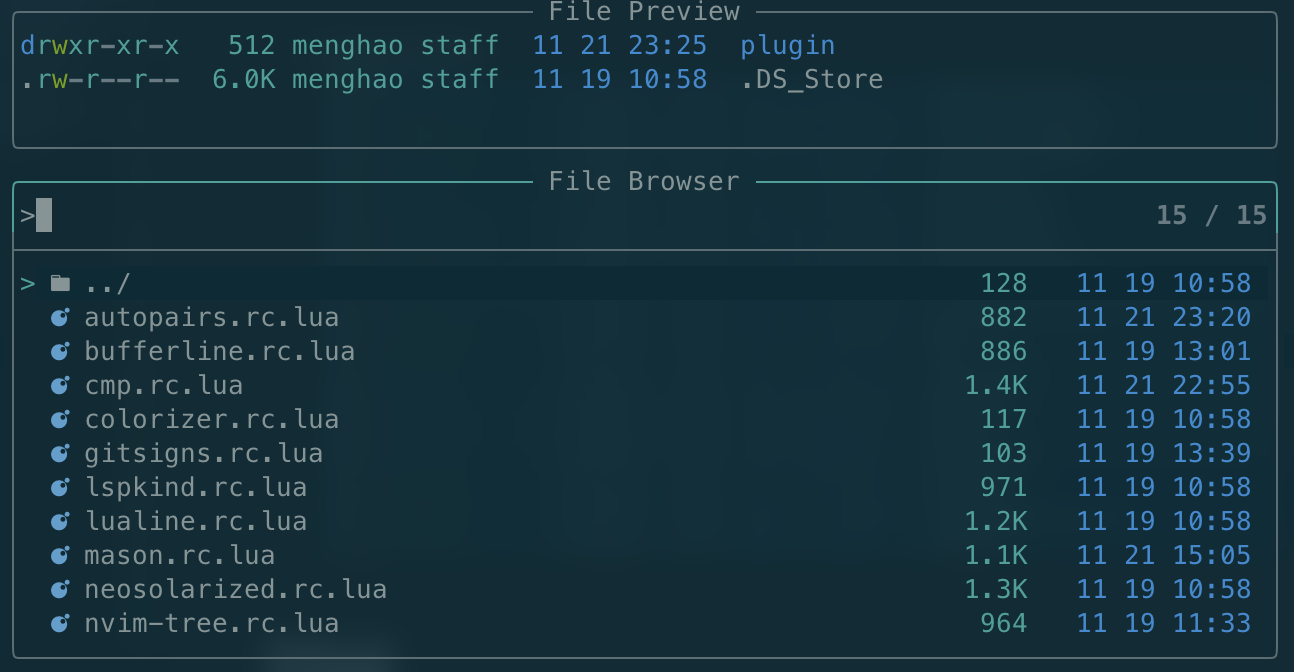 File Preview
drwxr-xr-x 512 menghao staff 11 21 23:25 plugin
.rw-r--r-- 6.0K menghao staff 11 19 10:58 .DS_Store
File Browser
> 15 / 15
> ../ 128 11 19 10:58
autopairs.rc.lua 882 11 21 23:20
bufferline.rc.lua 886 11 19 13:01
cmp.rc.lua 1.4K 11 21 22:55
colorizer.rc.lua 117 11 19 10:58
gitsigns.rc.lua 103 11 19 13:39
lspkind.rc.lua 971 11 19 10:58
lualine.rc.lua 1.2K 11 19 10:58
mason.rc.lua 1.1K 11 21 15:05
neosolarized.rc.lua 1.3K 11 19 10:58
nvim-tree.rc.lua 964 11 19 11:33